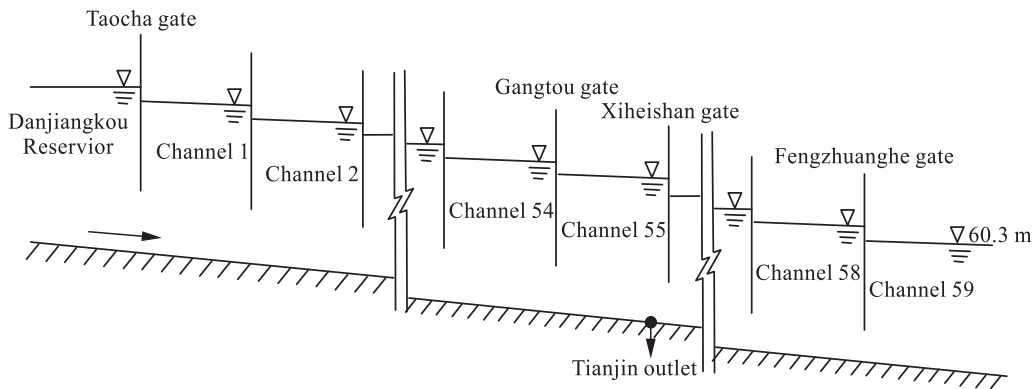 Taocha gate
Gangtou gate
Xiheishan gate
Fengzhuanghe gate
Danjiangkou
Reservior
Channel 1
Channel 2
Channel 54
Channel 55
Channel 58
Channel 59
60.3 m
Tianjin outlet